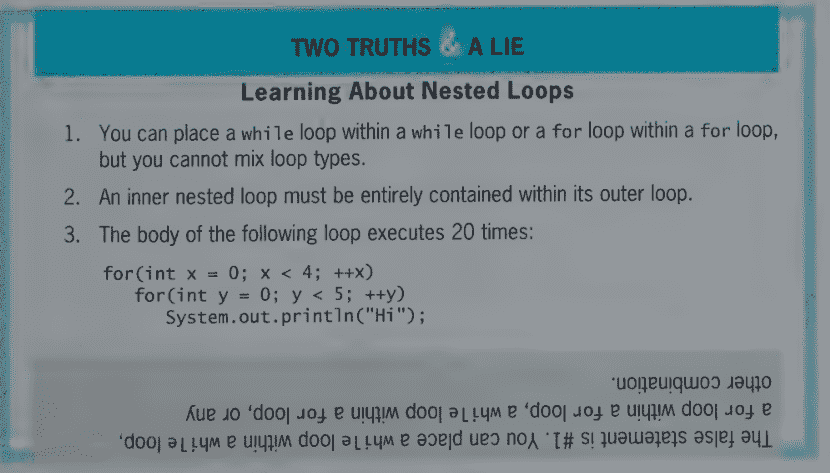 TWO TRUTHS & A LIE
Learning About Nested Loops
1. You can place a while loop within a while loop or a for loop within a for loop,
but you cannot mix loop types.
2. An inner nested loop must be entirely contained within its outer loop.
3. The body of the following loop executes 20 times:
for(int x = 0; x < 4; ++x)
for(int y = 0; y < 5; ++y)
System.out.println("Hi");
The false statement is #1. You can place a while loop within a while loop,
a for loop within a for loop, a while loop within a for loop, or any
other combination.